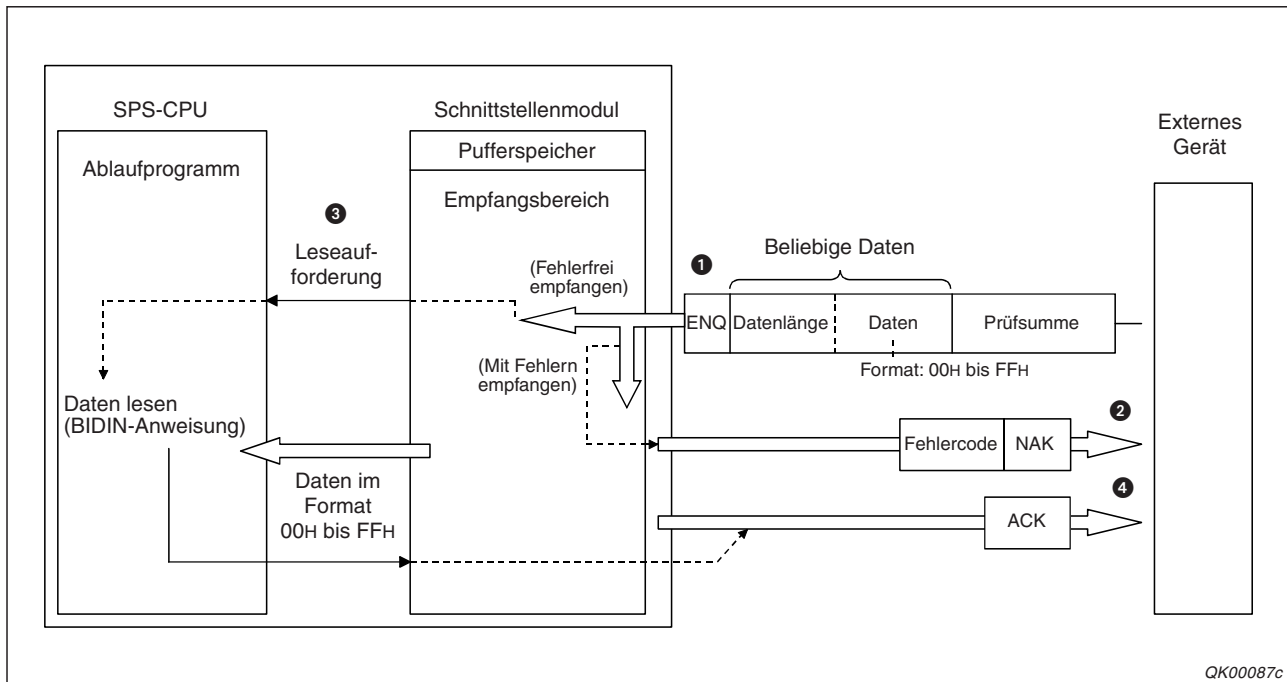 SPS-CPU
Ablaufprogramm
Schnittstellenmodul
Pufferspeicher
Empfangsbereich
Externes
Gerät
❸
Leseauf-
forderung
(Fehlerfrei
empfangen)
❶
Beliebige Daten
ENQ
Datenlänge
Daten
Prüfsumme
Format: 00H bis FFH
(Mit Fehlern
empfangen)
Daten lesen
(BIDIN-Anweisung)
Daten im
Format
00H bis FFH
Fehlercode
NAK
❷
ACK
❹
QK00087c